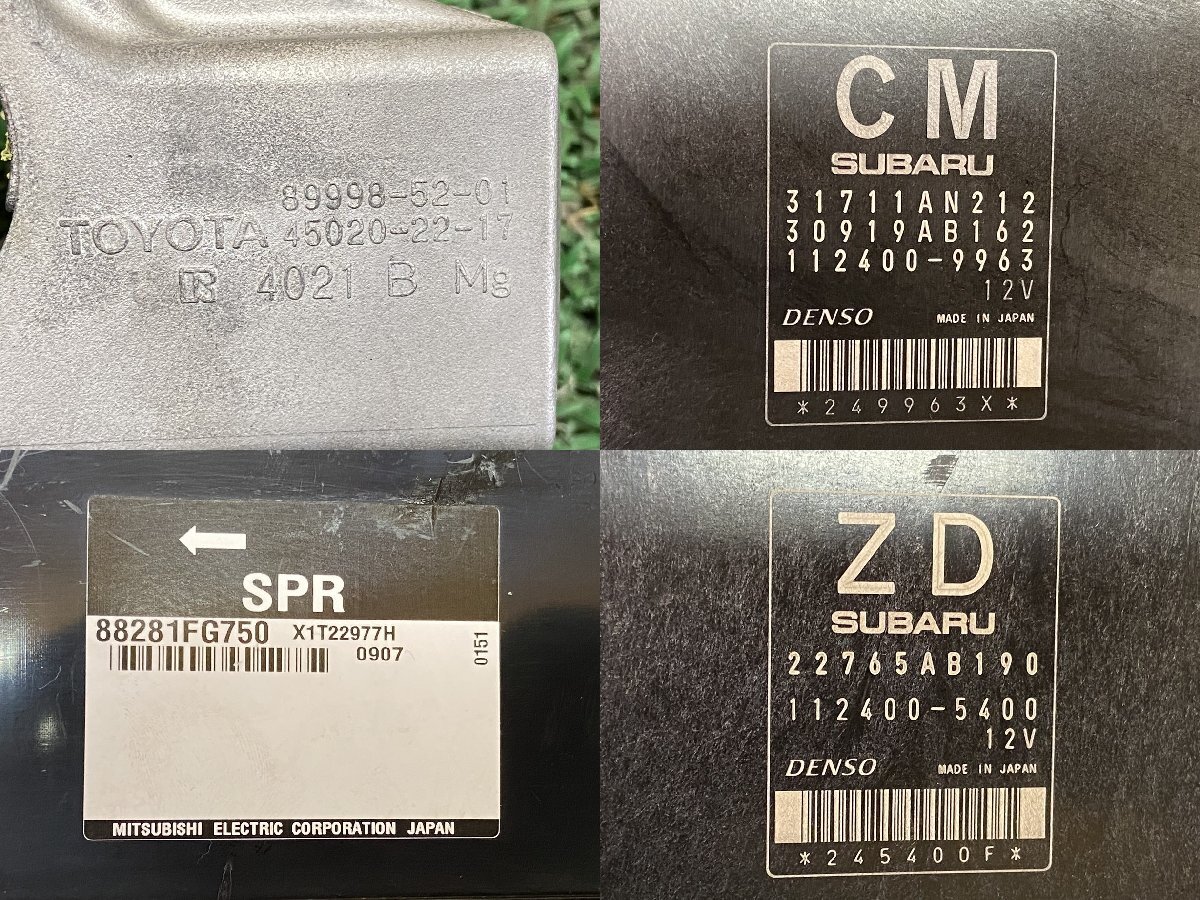 89998-52-01
TOYOTA 45020-22-17
R 4021 B Mg
CM
SUBARU
31711AN212
30919AB162
112400-9963
12V
DENSO MADE IN JAPAN
*249963X*
SPR
88281FG750 X1T22977H
0907
0151
MITSUBISHI ELECTRIC CORPORATION JAPAN
ZD
SUBARU
22765AB190
112400-5400
12V
DENSO MADE IN JAPAN
*245400F*